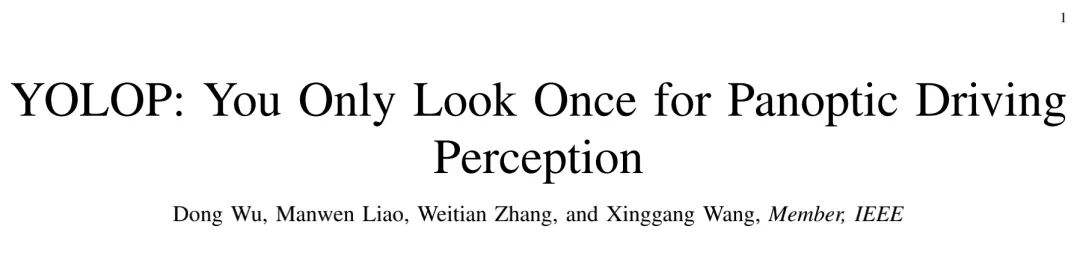 1
YOLOP: You Only Look Once for Panoptic Driving
Perception
Dong Wu, Manwen Liao, Weitian Zhang, and Xinggang Wang, Member, IEEE